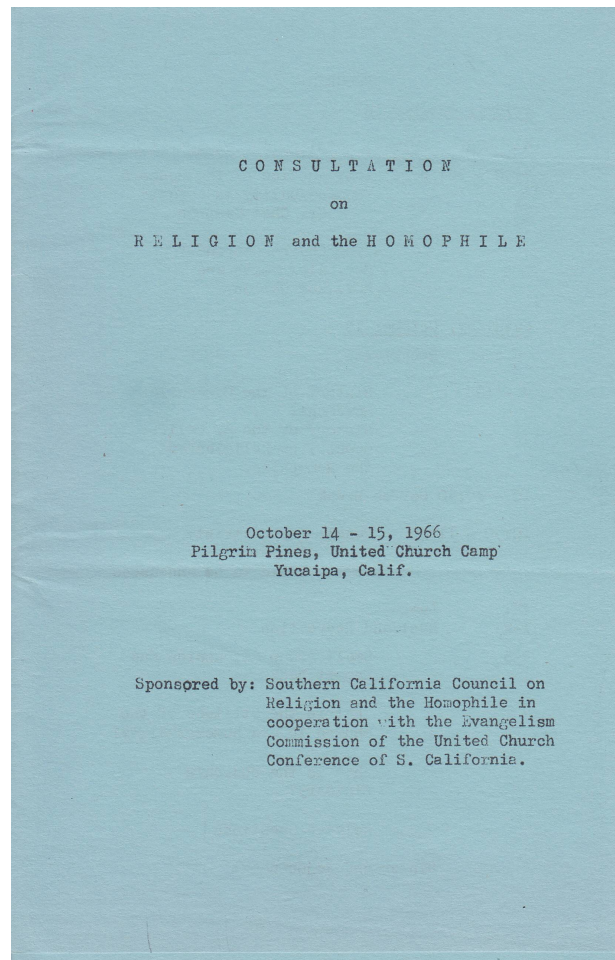 CONSULTATION
on
RELIGION and the HOMOPHILE
October 14 - 15, 1966
Pilgrim Pines, United Church Camp
Yucaipa, Calif.
Sponsored by: Southern California Council on
Religion and the Homophile in
cooperation with the Evangelism
Commission of the United Church
Conference of S. California.